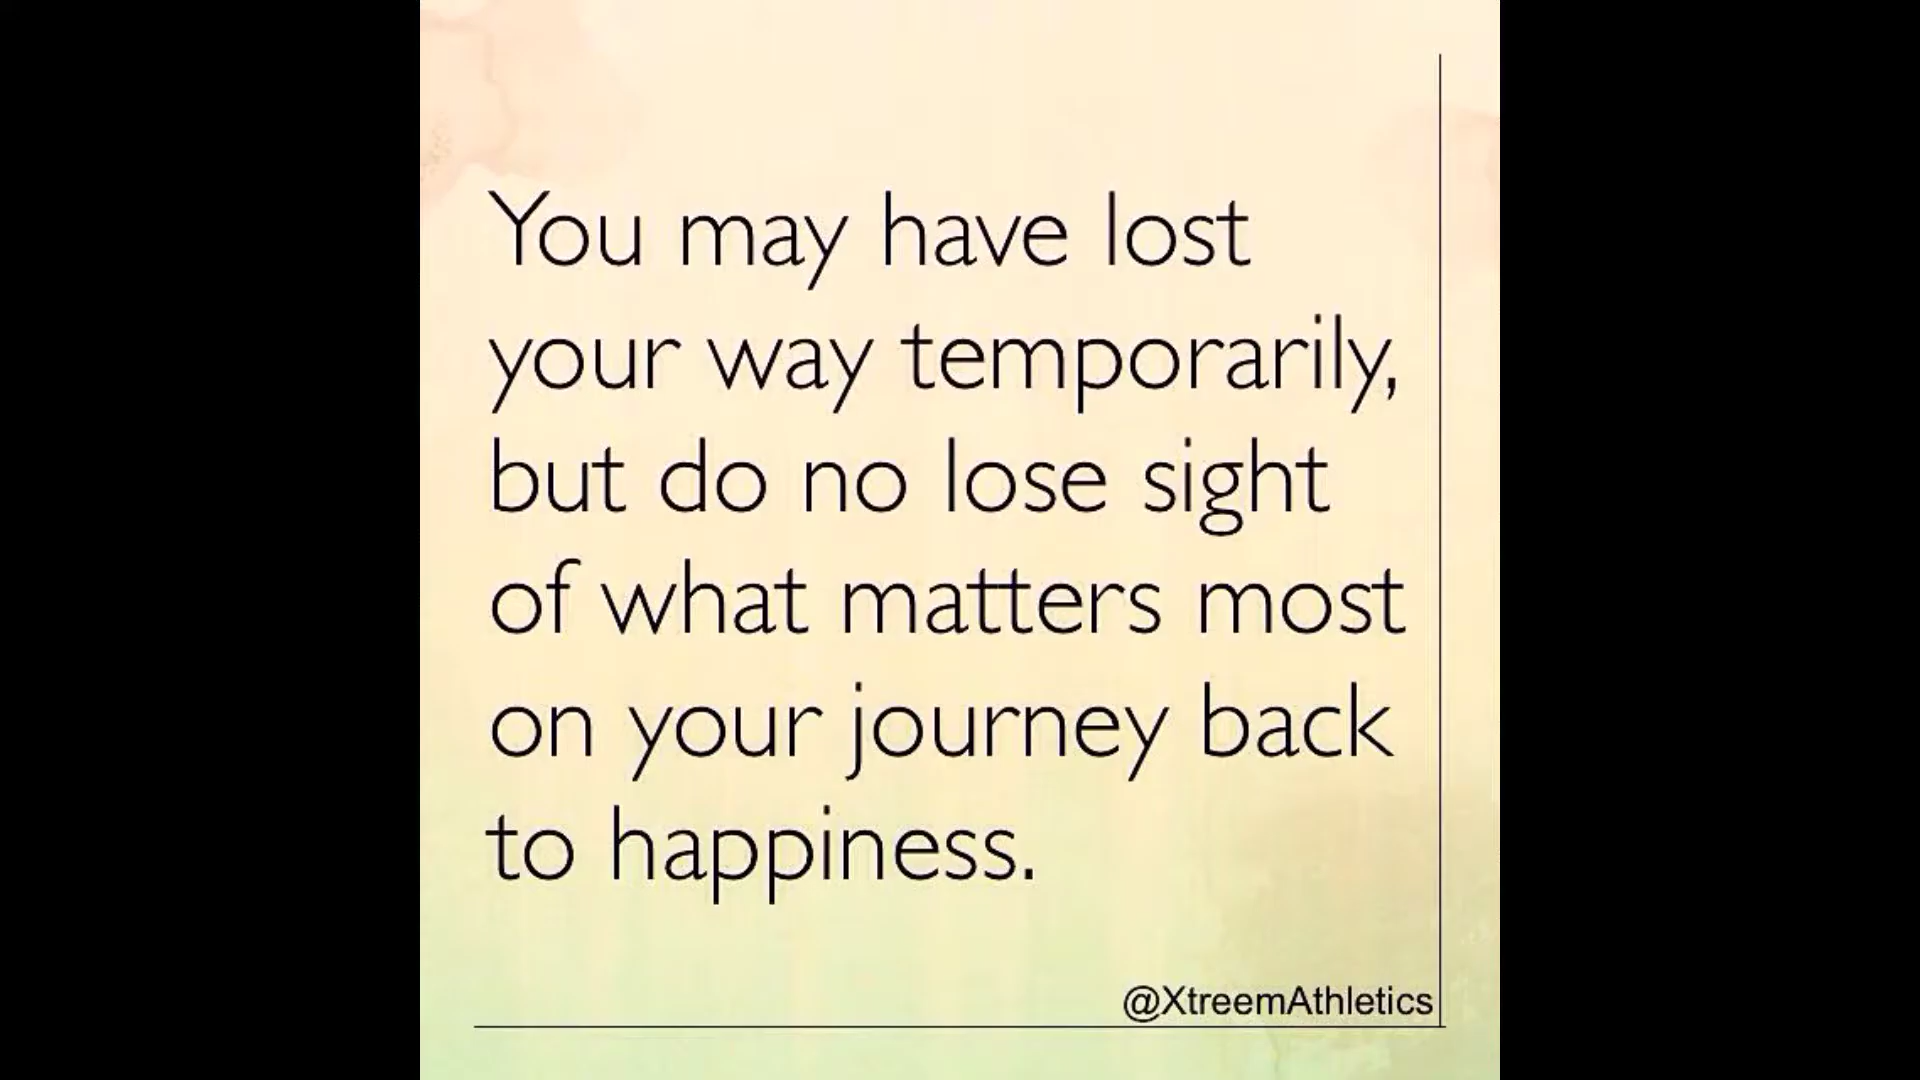 You may have lost
your way temporarily,
but do no lose sight
of what matters most
on your journey back
to happiness.
@XtreemAthletics